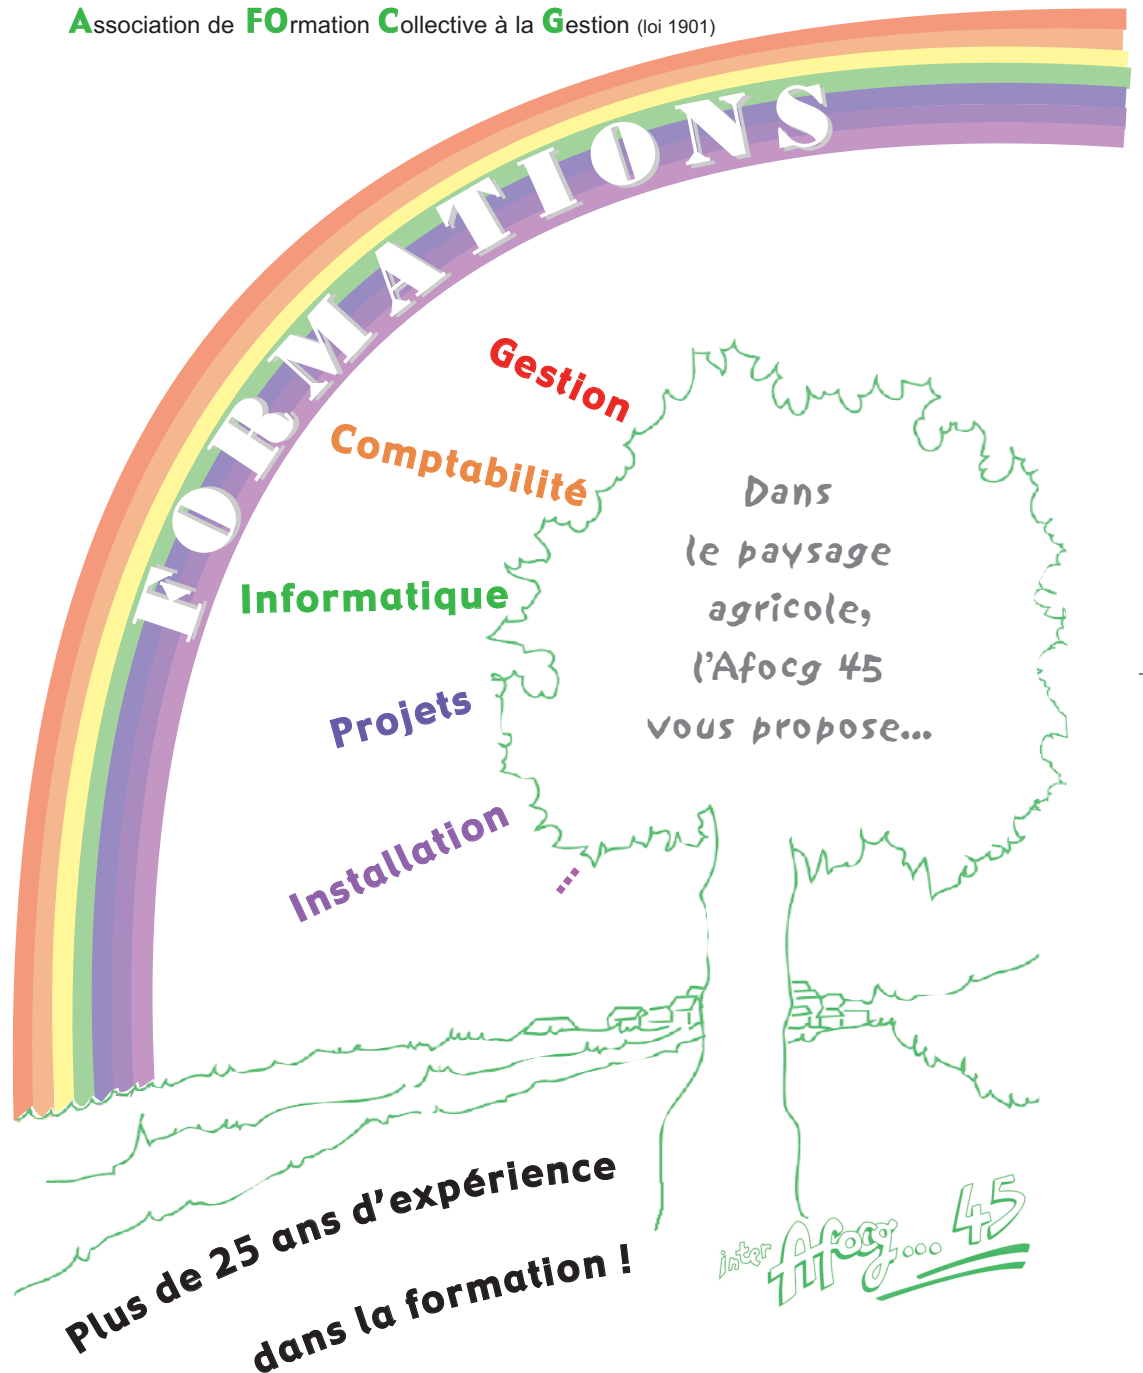 Association de FOrmation Collective à la Gestion (loi 1901)
FORMATIONS
Gestion
Comptabilité
Informatique
Projets
Installation
...
Dans
le paysage
agricole,
l'Afocg 45
vous propose...
Plus de 25 ans d'expérience
dans la formation !
inter Afocg... 45